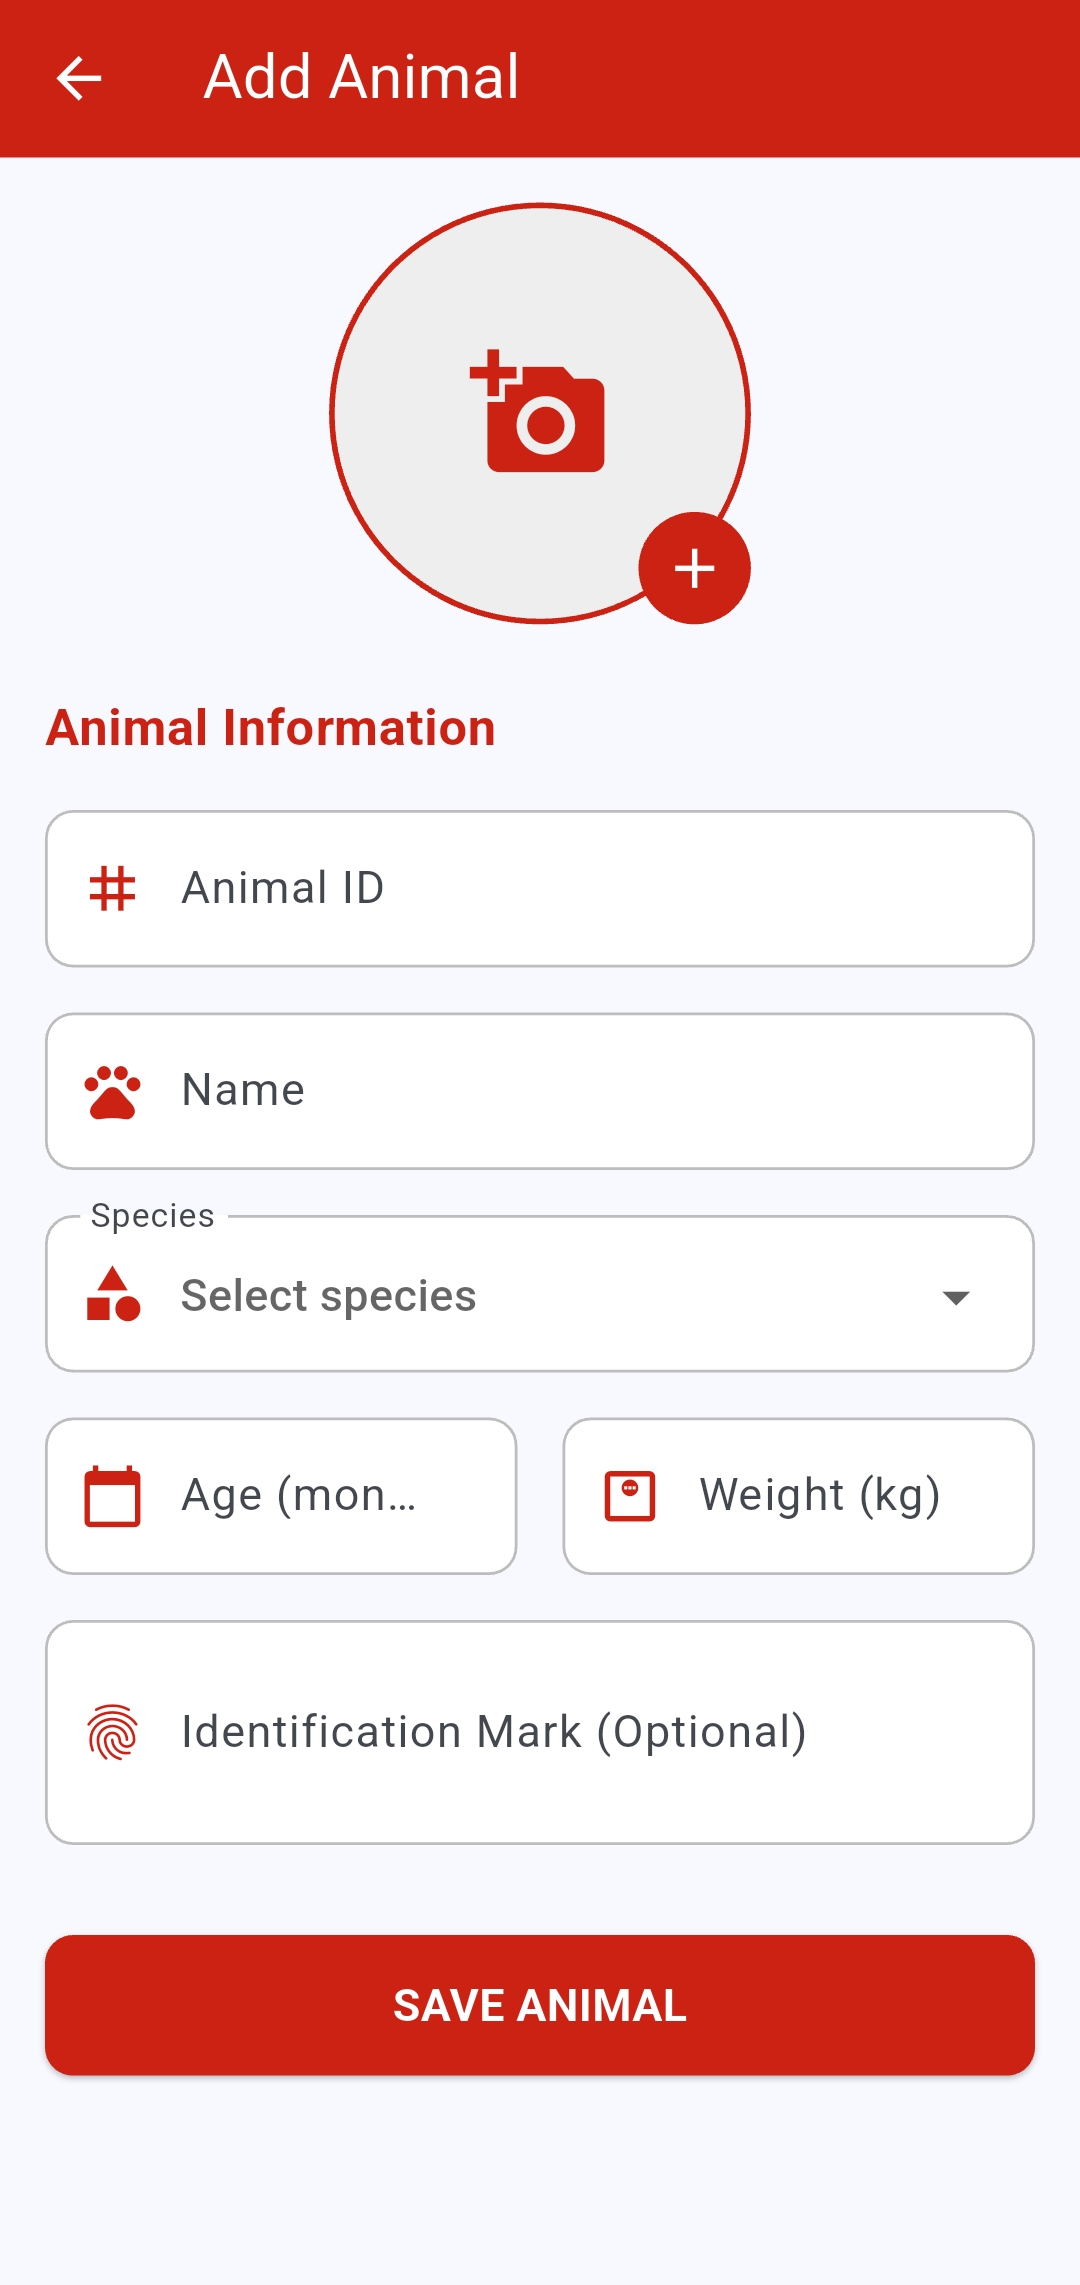 Add Animal
Animal Information
Animal ID
Name
Species
Select species
Age (mon…
Weight (kg)
Identification Mark (Optional)
SAVE ANIMAL